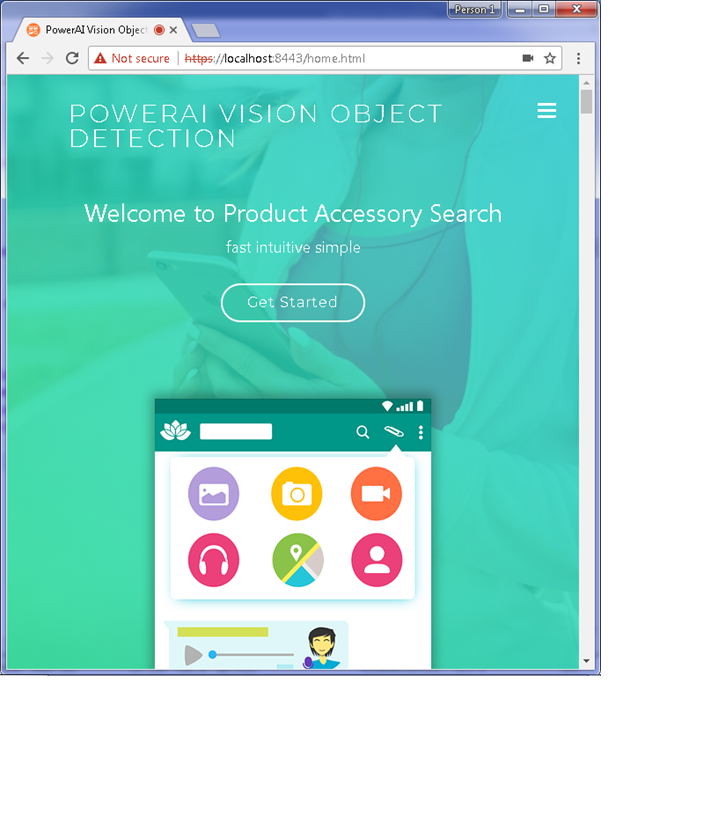 Person 1
PowerAI Vision Object
Not secure https://localhost:8443/home.html
POWERAI VISION OBJECT
DETECTION
Welcome to Product Accessory Search
fast intuitive simple
Get Started